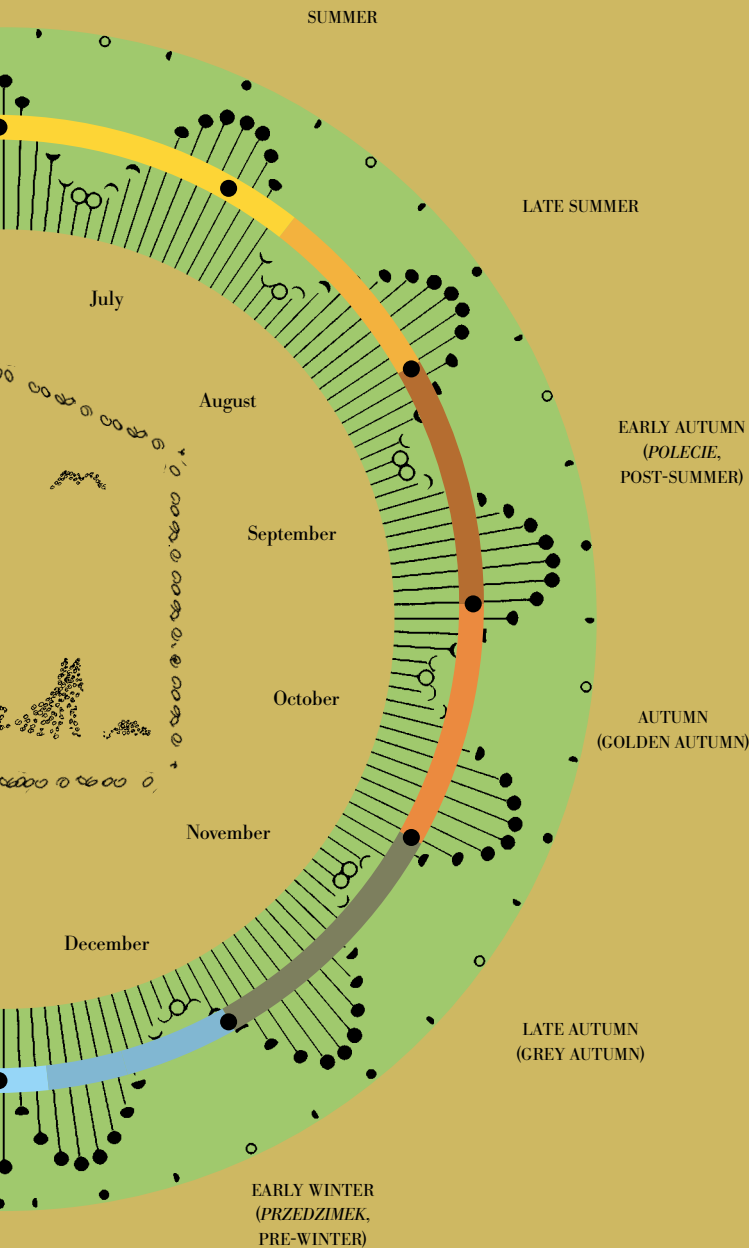 SUMMER
LATE SUMMER
July
August
EARLY AUTUMN
(POLECIE,
POST-SUMMER)
September
October
AUTUMN
(GOLDEN AUTUMN)
November
December
LATE AUTUMN
(GREY AUTUMN)
EARLY WINTER
(PRZEDZIMEK,
PRE-WINTER)